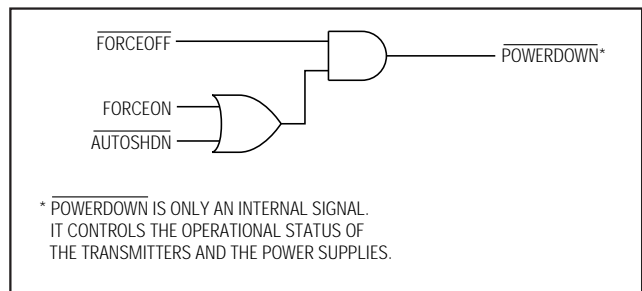 FORCEOFF
POWERDOWN*
FORCEON
AUTOSHDN
* POWERDOWN IS ONLY AN INTERNAL SIGNAL.
IT CONTROLS THE OPERATIONAL STATUS OF
THE TRANSMITTERS AND THE POWER SUPPLIES.